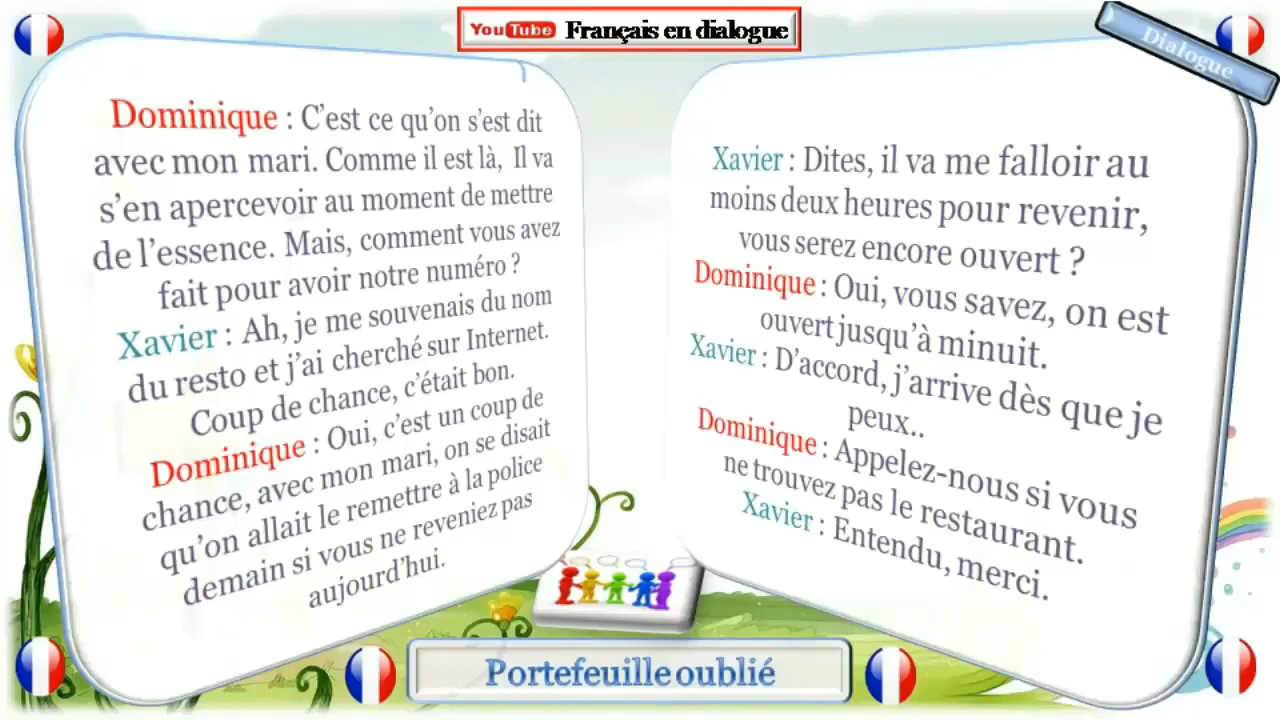 YouTube Français en dialogue
Dialogue
Dominique : C'est ce qu'on s'est dit
avec mon mari. Comme il est là, Il va
s'en apercevoir au moment de mettre
de l'essence. Mais, comment vous avez
fait pour avoir notre numéro ?
Xavier : Ah, je me souvenais du nom
du resto et j'ai cherché sur Internet.
Coup de chance, c'était bon.
Dominique : Oui, c'est un coup de
chance, avec mon mari, on se disait
qu'on allait le remettre à la police
demain si vous ne reveniez pas
aujourd'hui.
Xavier : Dites, il va me falloir au
moins deux heures pour revenir,
vous serez encore ouvert ?
Dominique : Oui, vous savez, on est
ouvert jusqu'à minuit.
Xavier : D'accord, j'arrive dès que je
peux..
Dominique : Appelez-nous si vous
ne trouvez pas le restaurant.
Xavier : Entendu, merci.
Portefeuille oublié